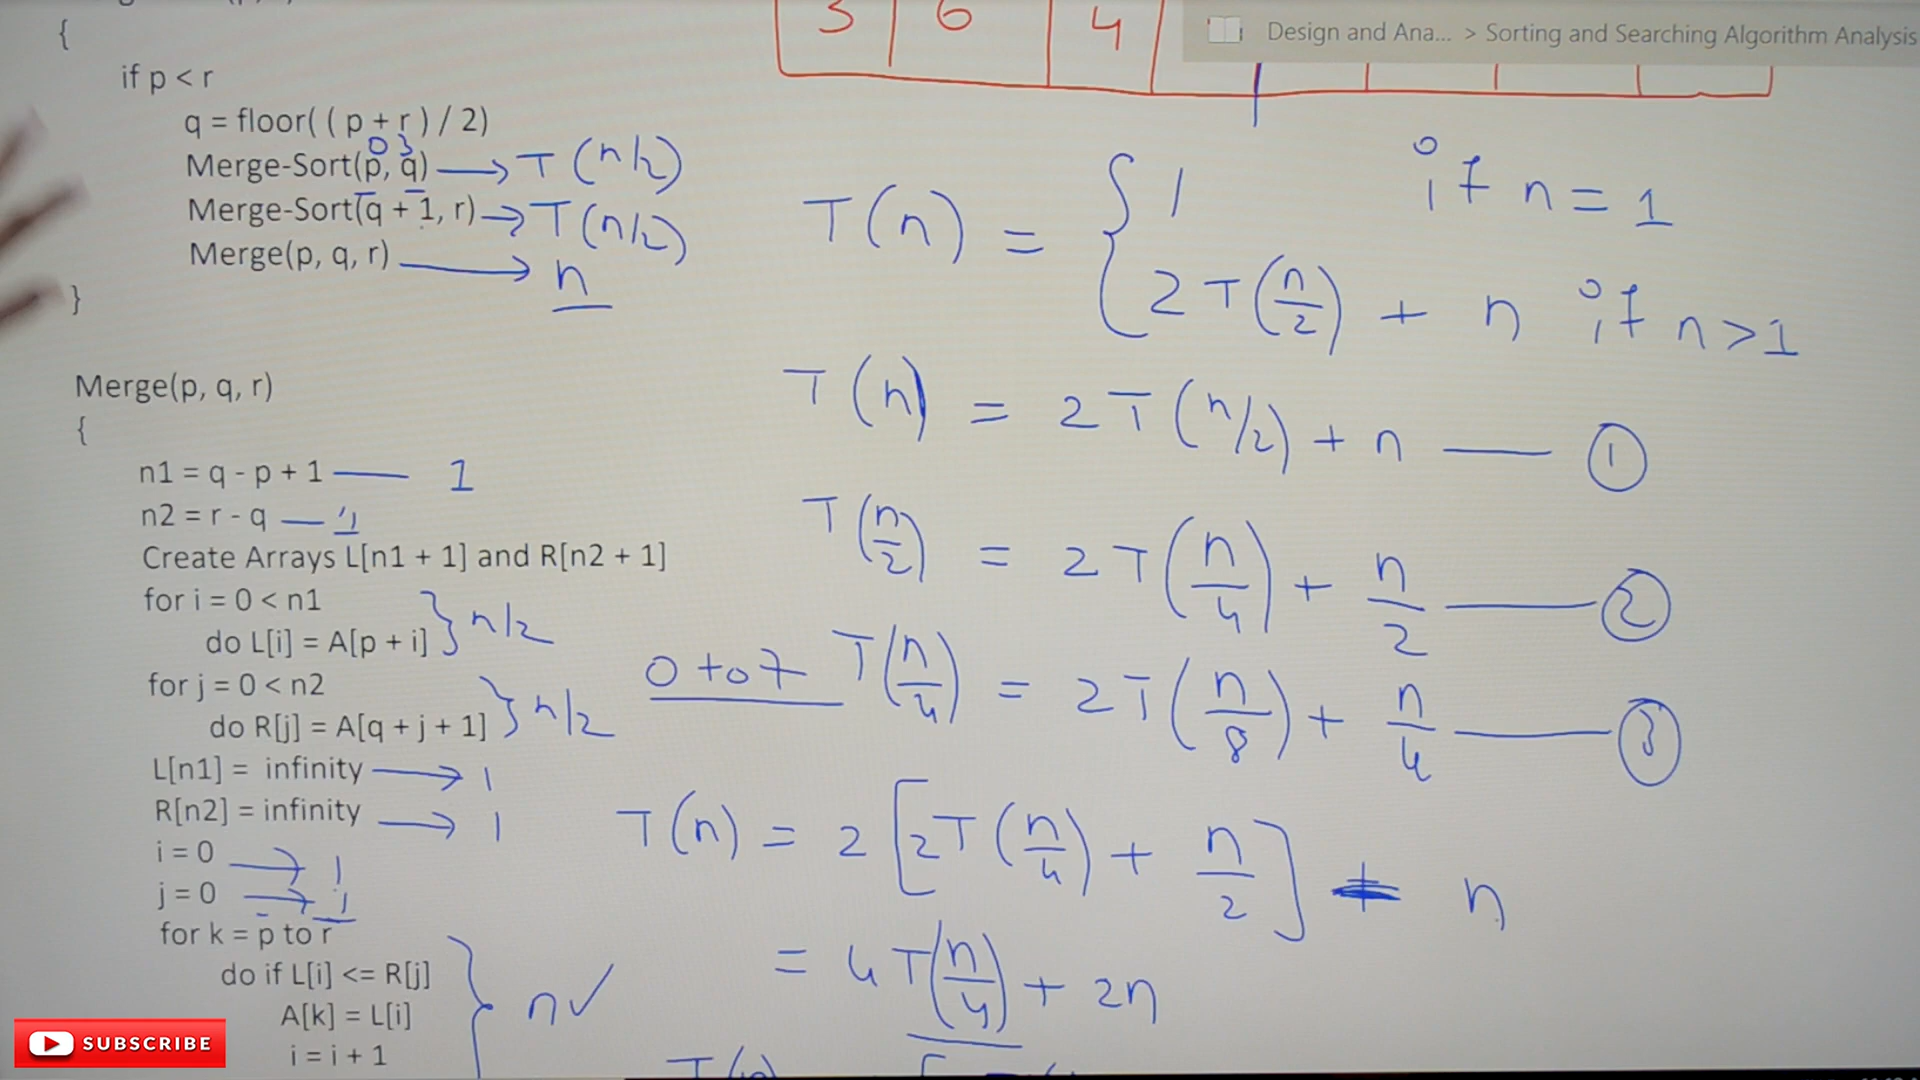 3 6 4
Design and Ana... > Sorting and Searching Algorithm Analysis
{
if p < r
q = floor( ( p + r ) / 2)
0 3
Merge-Sort(p, q) → T(n/2)
Merge-Sort(q + 1, r) → T(n/2)
Merge(p, q, r) → n
}
Merge(p, q, r)
{
n1 = q - p + 1 — 1
n2 = r - q — 1
Create Arrays L[n1 + 1] and R[n2 + 1]
for i = 0 < n1
do L[i] = A[p + i] } n/2
for j = 0 < n2
do R[j] = A[q + j + 1] } n/2
L[n1] = infinity → 1
R[n2] = infinity → 1
i = 0 → 1
j = 0 → 1
for k = p to r
do if L[i] <= R[j]
A[k] = L[i] } n ✓
i = i + 1
T(n) = { 1 if n = 1
2T(n/2) + n if n > 1
T(n) = 2T(n/2) + n — ①
T(n/2) = 2T(n/4) + n/2 — ②
0 to 7
T(n/4) = 2T(n/8) + n/4 — ③
T(n) = 2[2T(n/4) + n/2] + n
= 4T(n/4) + 2n
SUBSCRIBE